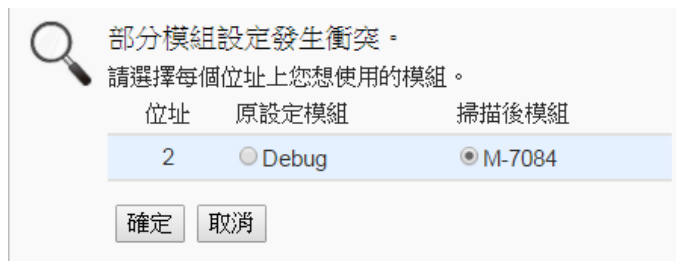 部分模組設定發生衝突。
請選擇每個位址上您想使用的模組。
位址 原設定模組 掃描後模組
2 Debug M-7084
確定 取消